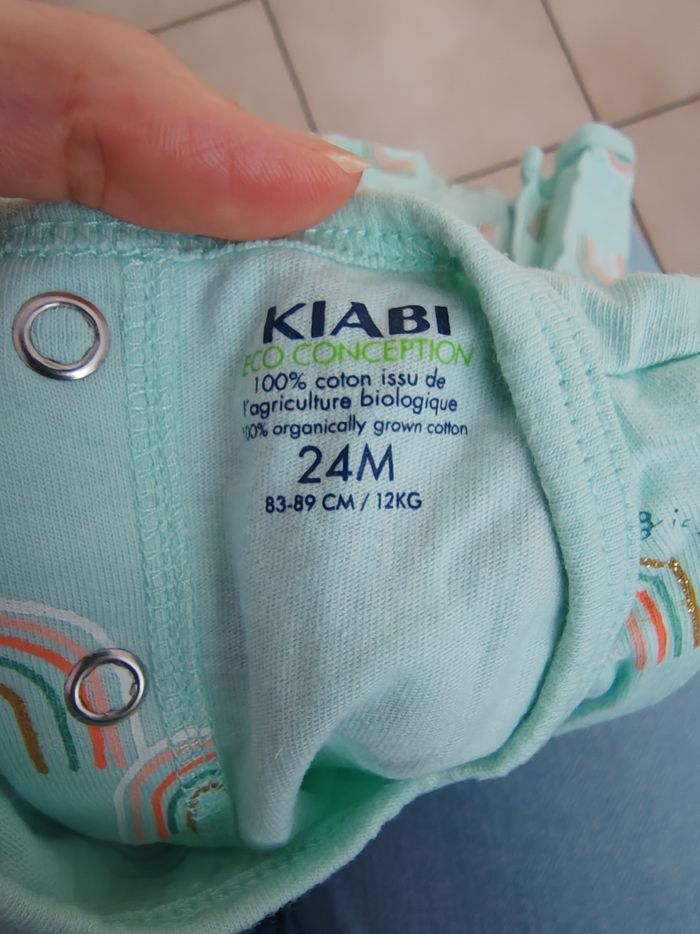 KIABI
ECO CONCEPTION
100% coton issu de
l'agriculture biologique
100% organically grown cotton
24M
83-89 CM / 12KG